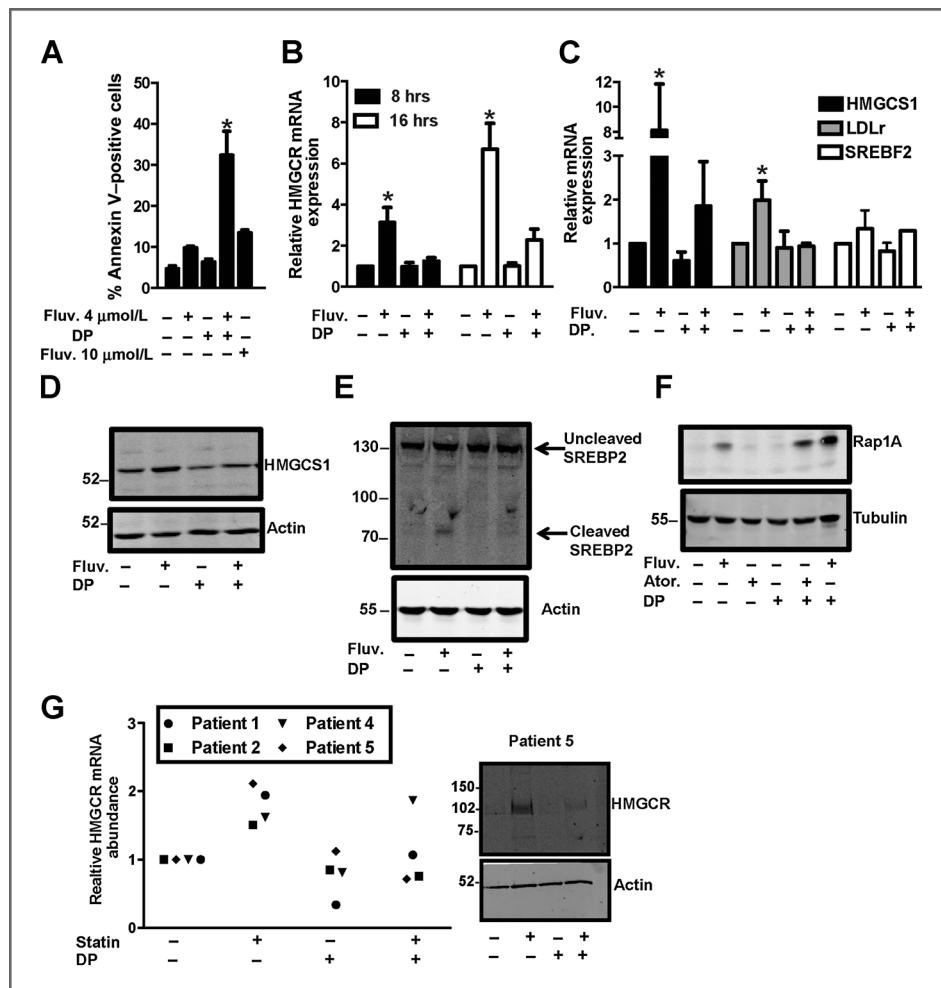 A
% Annexin V–positive cells
50
40
30
20
10
0
*
Fluv. 4 μmol/L – + – + –
DP – – + + –
Fluv. 10 μmol/L – – – – +
B
Relative HMGCR mRNA
expression
10
8
6
4
2
0
8 hrs
16 hrs
*
*
Fluv. – + – + – + – +
DP – – + + – – + +
C
Relative mRNA
expression
12
10
8
6
2
1
0
*
*
HMGCS1
LDLr
SREBF2
Fluv. – + – + – + – + – + – +
DP. – – + + – – + + – – + +
D
52
HMGCS1
52
Actin
Fluv. – + – +
DP – – + +
E
130
100
70
Uncleaved
SREBP2
Cleaved
SREBP2
55
Actin
Fluv. – + – +
DP – – + +
F
Rap1A
55
Tubulin
Fluv. – + – – – +
Ator. – – + – + –
DP – – – + + +
G
Realtive HMGCR mRNA
abundance
3
2
1
0
Patient 1 Patient 4
Patient 2 Patient 5
Statin – + – +
DP – – + +
Patient 5
150
102
75
HMGCR
52
Actin
– + – +
– – + +